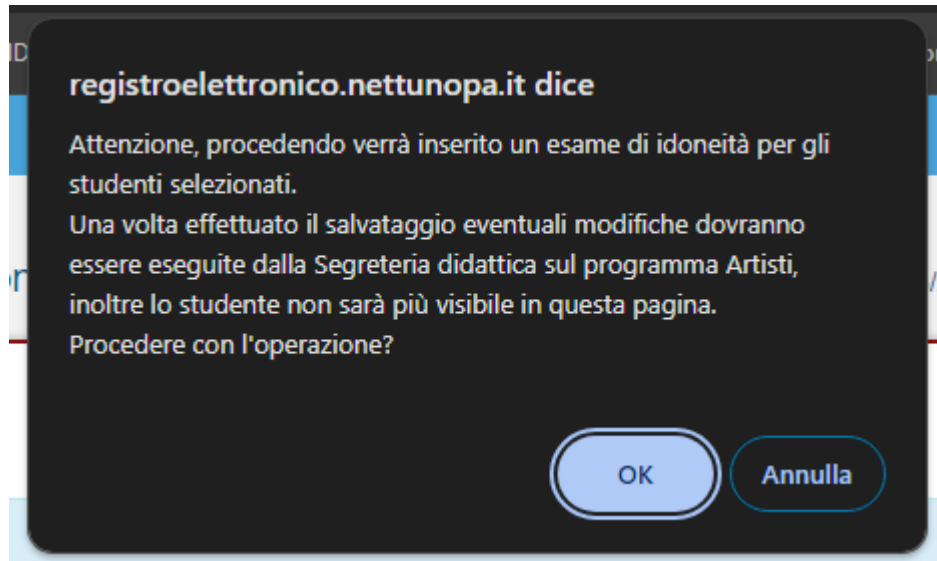 registroelettronico.nettunopa.it dice
Attenzione, procedendo verrà inserito un esame di idoneità per gli
studenti selezionati.
Una volta effettuato il salvataggio eventuali modifiche dovranno
essere eseguite dalla Segreteria didattica sul programma Artisti,
inoltre lo studente non sarà più visibile in questa pagina.
Procedere con l'operazione?
OK
Annulla